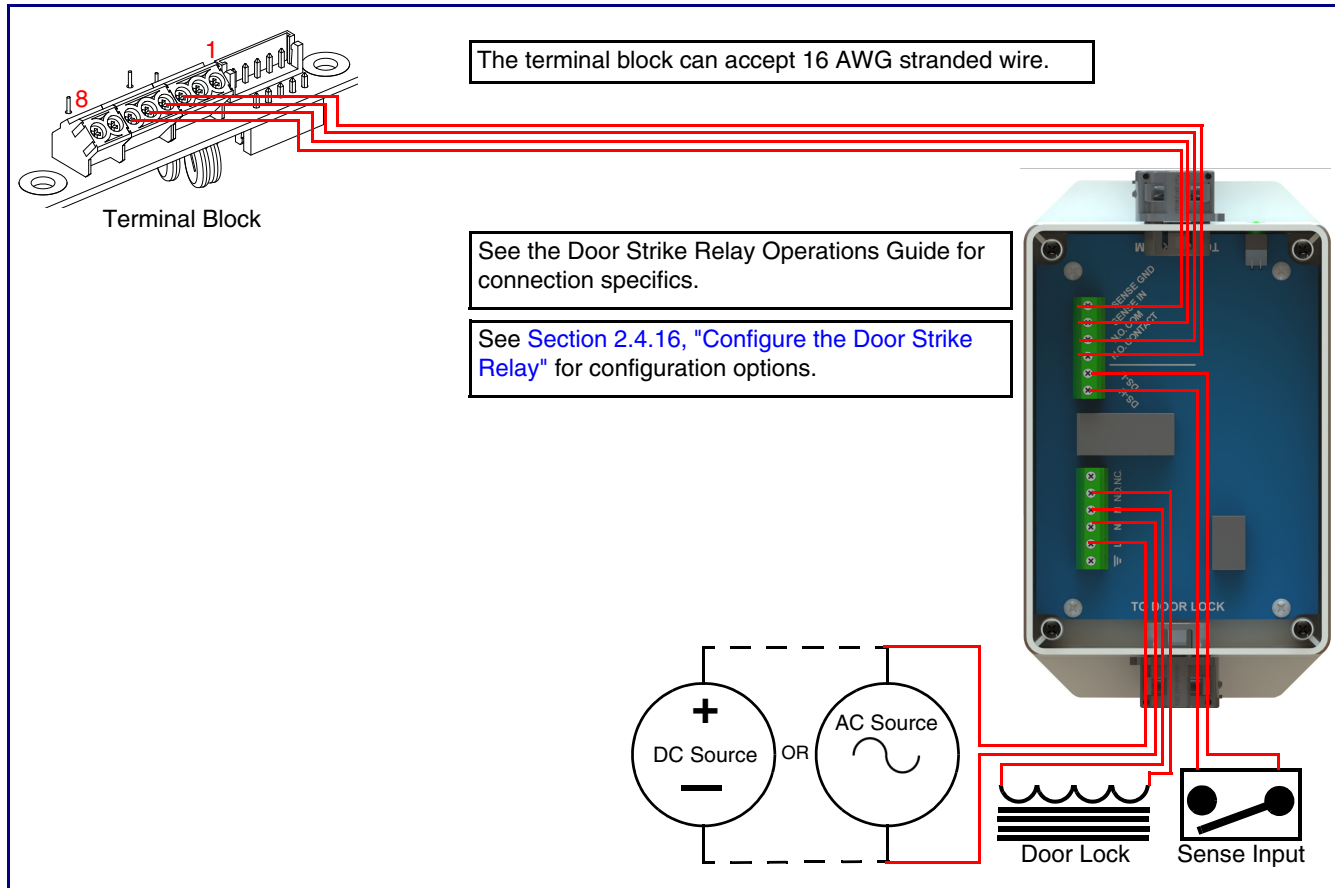 1
8
Terminal Block
The terminal block can accept 16 AWG stranded wire.
See the Door Strike Relay Operations Guide for
connection specifics.
See Section 2.4.16, "Configure the Door Strike
Relay" for configuration options.
SENSE GND
SENSE IN
N.O. COM
N.O. CONTACT
DS-1
N.C.
N.O.
N
L
TO DOOR LOCK
+
DC Source
−
OR
AC Source
Door Lock
Sense Input